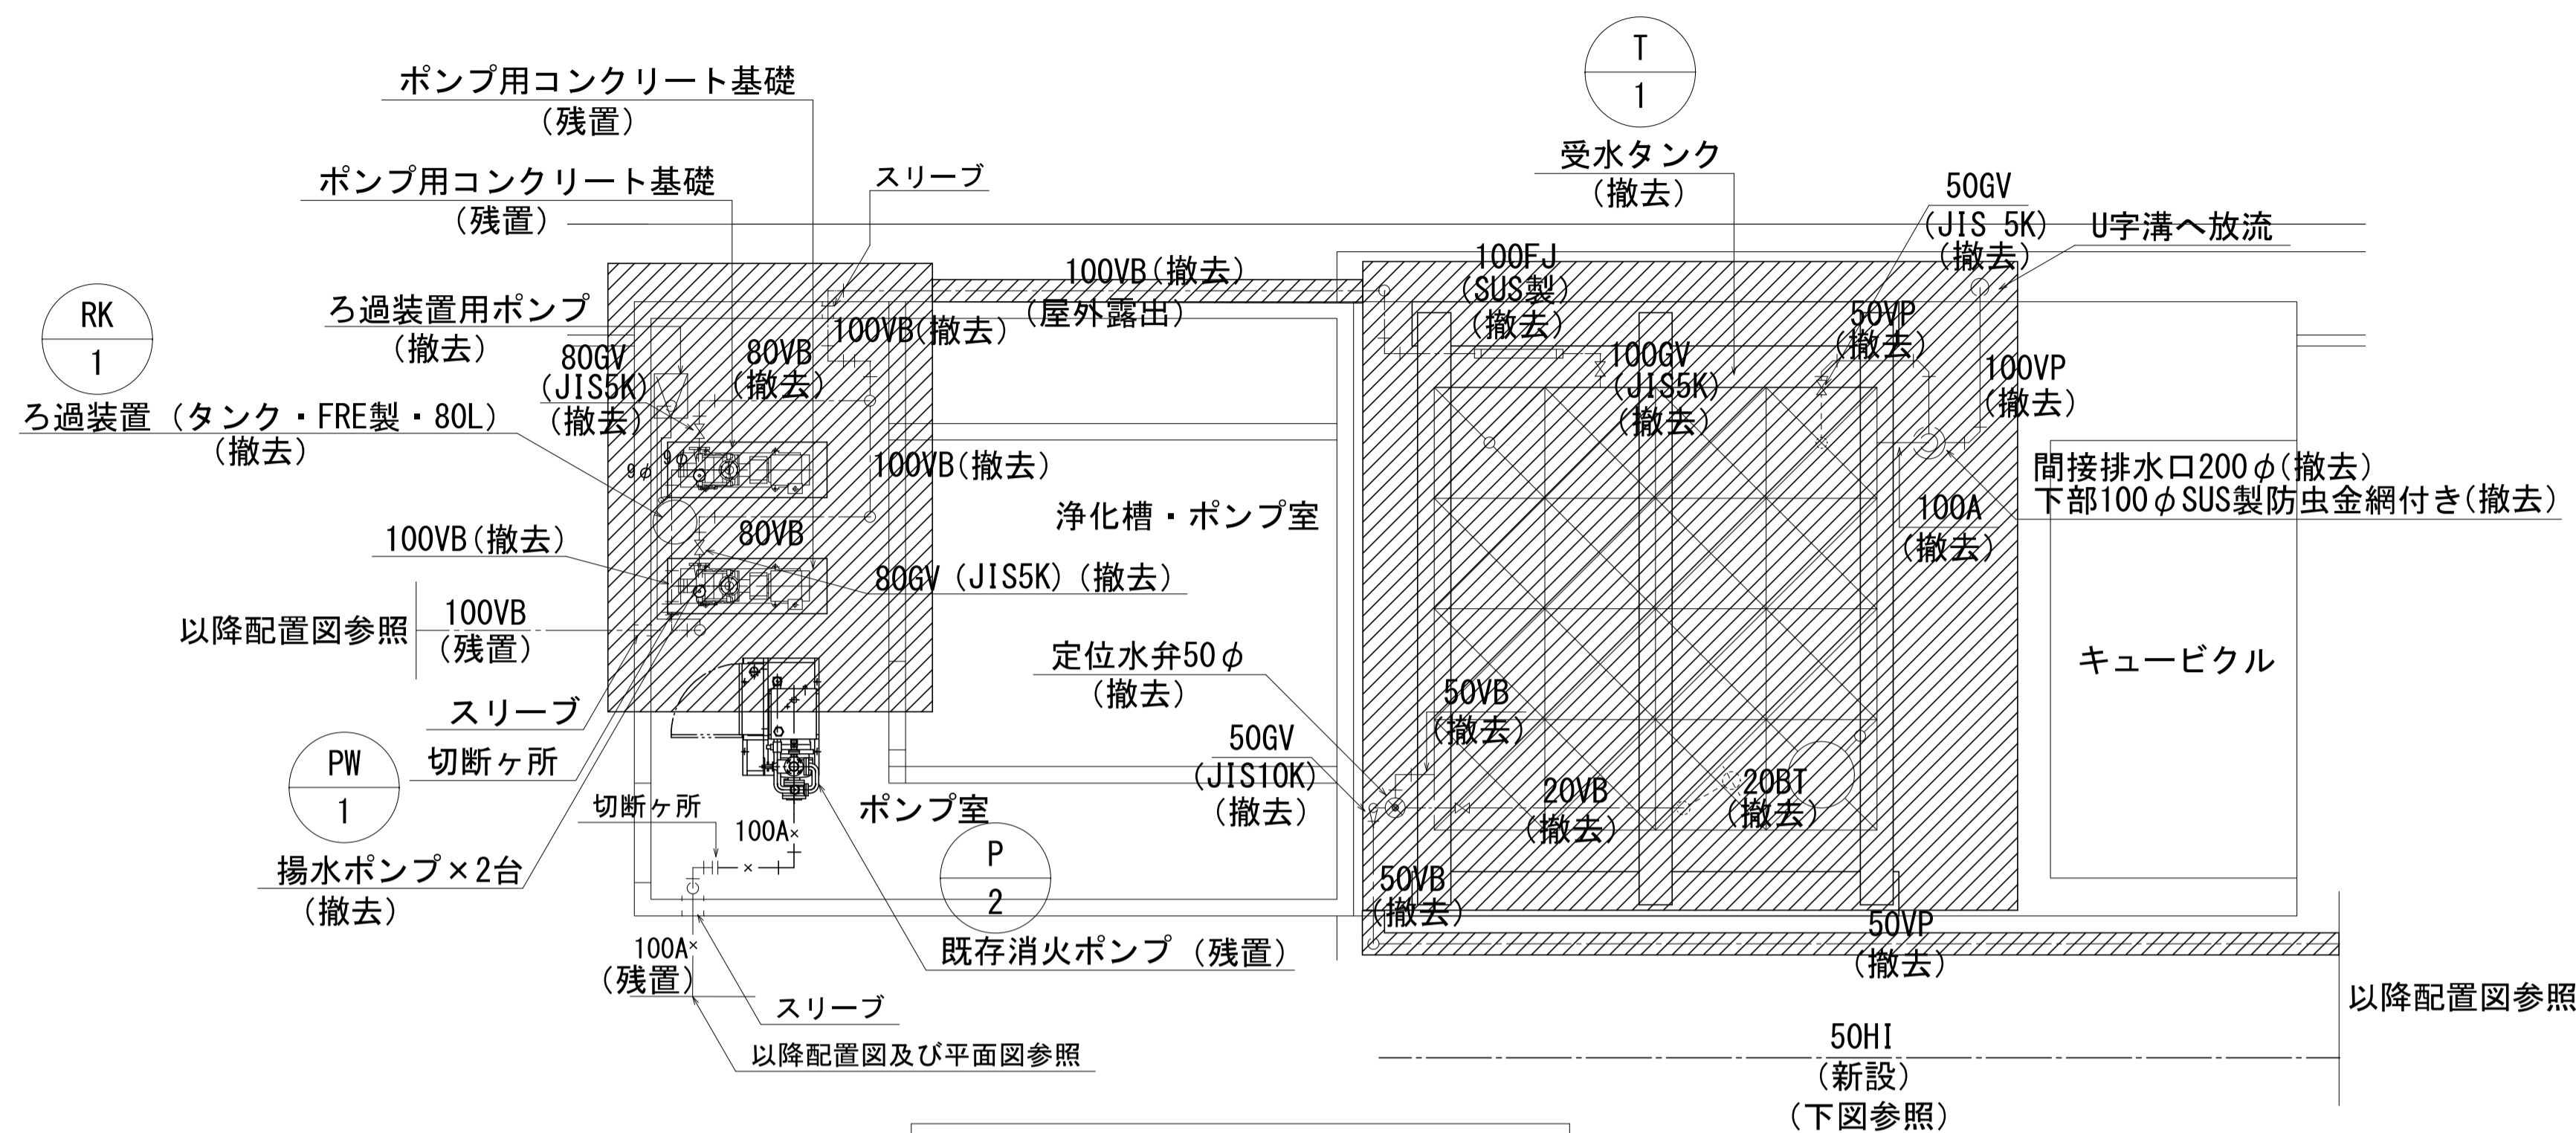 T
1
ポンプ用コンクリート基礎
(残置)
受水タンク
(撤去)
ポンプ用コンクリート基礎
(残置)
スリーブ
50GV
(JIS 5K)
(撤去)
U字溝へ放流
100VB(撤去)
(屋外露出)
100FJ
(SUS製)
(撤去)
RK
1
ろ過装置用ポンプ
(撤去)
100VB(撤去)
50VP
(撤去)
80GV
(JIS5K)
(撤去)
80VB
(撤去)
100GV
(JIS5K)
(撤去)
100VP
(撤去)
ろ過装置（タンク・FRE製・80L）
(撤去)
9φ
9φ
100VB(撤去)
間接排水口200φ(撤去)
下部100φSUS製防虫金網付き(撤去)
100A
(撤去)
浄化槽・ポンプ室
100VB(撤去)
80VB
80GV (JIS5K) (撤去)
以降配置図参照
100VB
(残置)
定位水弁50φ
(撤去)
キュービクル
スリーブ
50VB
(撤去)
PW
1
切断ヶ所
50GV
(JIS10K)
(撤去)
20VB
(撤去)
20BT
(撤去)
切断ヶ所
100A
ポンプ室
P
2
揚水ポンプ×2台
(撤去)
50VB
(撤去)
100A
(残置)
既存消火ポンプ (残置)
50VP
(撤去)
スリーブ
以降配置図参照
以降配置図及び平面図参照
50HI
(新設)
(下図参照)